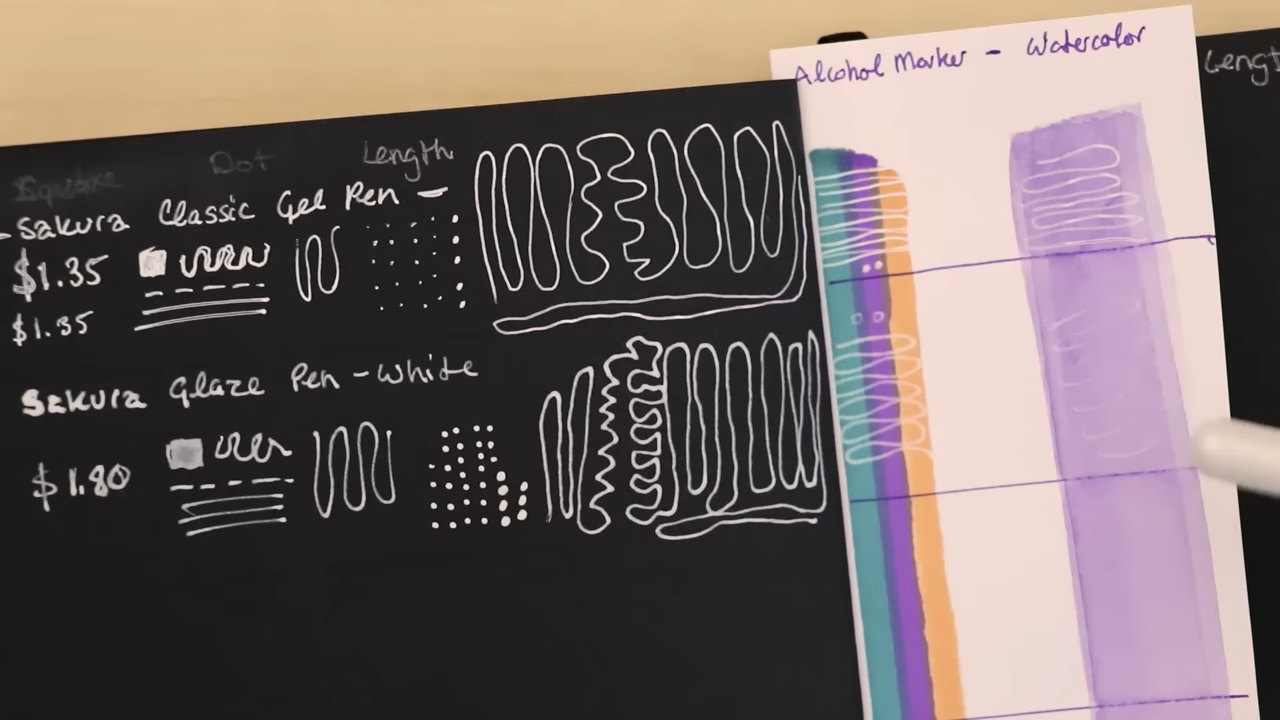 Square Dot Length
- Sakura Classic Gel Pen -
$1.35
$1.35
Sakura Glaze Pen - White
$1.80
Alcohol Marker - Watercolor